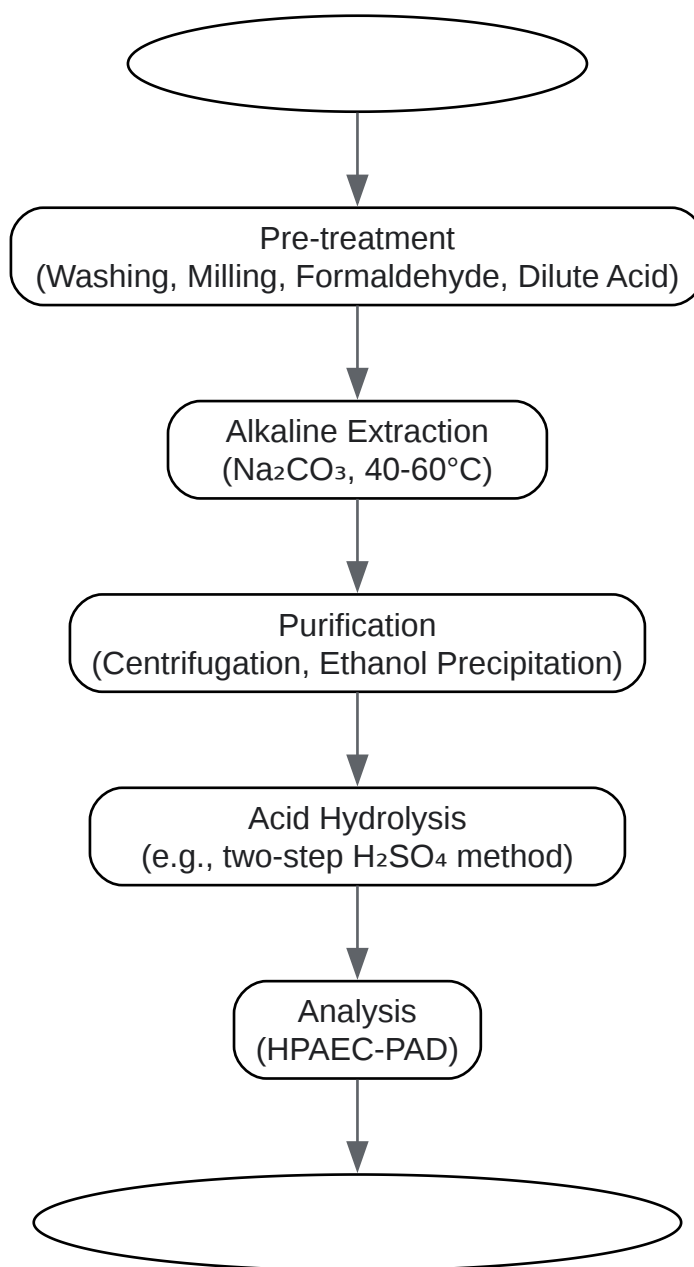 Pre-treatment
(Washing, Milling, Formaldehyde, Dilute Acid)
Alkaline Extraction
(Na₂CO₃, 40-60°C)
Purification
(Centrifugation, Ethanol Precipitation)
Acid Hydrolysis
(e.g., two-step H₂SO₄ method)
Analysis
(HPAEC-PAD)